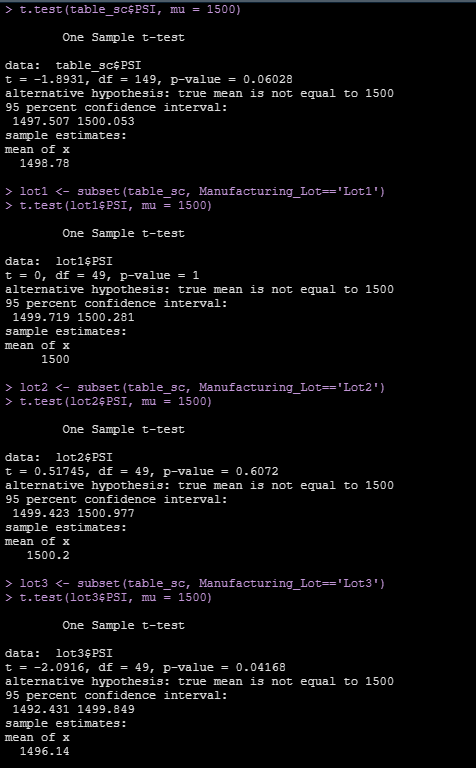 > t.test(table_sc$PSI, mu = 1500)
One Sample t-test
data:  table_sc$PSI
t = -1.8931, df = 149, p-value = 0.06028
alternative hypothesis: true mean is not equal to 1500
95 percent confidence interval:
1497.507 1500.053
sample estimates:
mean of x
1498.78
> lot1 <- subset(table_sc, Manufacturing_Lot=='Lot1')
> t.test(lot1$PSI, mu = 1500)
One Sample t-test
data:  lot1$PSI
t = 0, df = 49, p-value = 1
alternative hypothesis: true mean is not equal to 1500
95 percent confidence interval:
1499.719 1500.281
sample estimates:
mean of x
1500
> lot2 <- subset(table_sc, Manufacturing_Lot=='Lot2')
> t.test(lot2$PSI, mu = 1500)
One Sample t-test
data:  lot2$PSI
t = 0.51745, df = 49, p-value = 0.6072
alternative hypothesis: true mean is not equal to 1500
95 percent confidence interval:
1499.423 1500.977
sample estimates:
mean of x
1500.2
> lot3 <- subset(table_sc, Manufacturing_Lot=='Lot3')
> t.test(lot3$PSI, mu = 1500)
One Sample t-test
data:  lot3$PSI
t = -2.0916, df = 49, p-value = 0.04168
alternative hypothesis: true mean is not equal to 1500
95 percent confidence interval:
1492.431 1499.849
sample estimates:
mean of x
1496.14